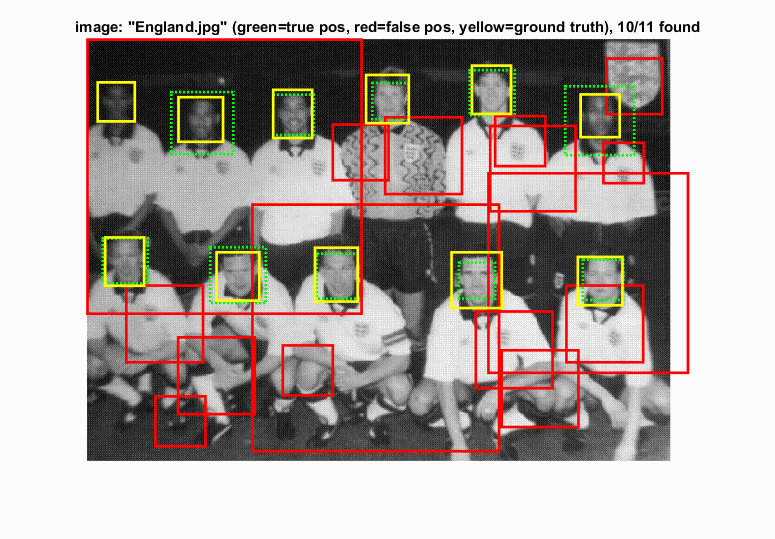 image: "England.jpg" (green=true pos, red=false pos, yellow=ground truth), 10/11 found